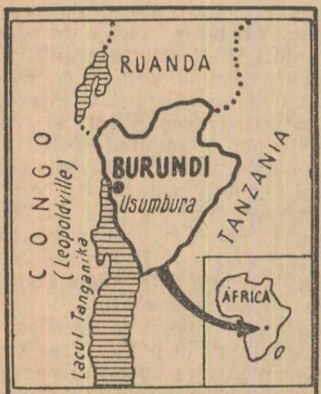 RUANDA
CONGO
(Leopoldville)
BURUNDI
Usumbura
TANZANIA
Lacul Tanganika
AFRICA